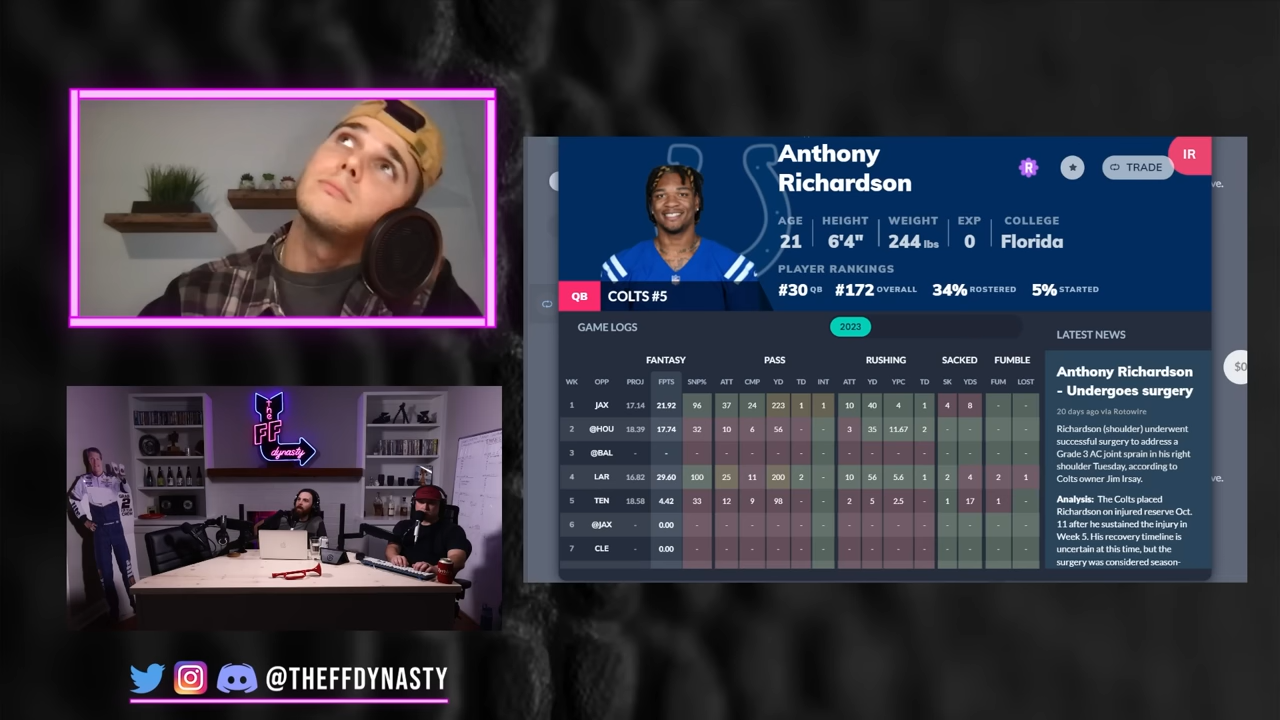 Anthony
Richardson
R
TRADE
IR
ve.
AGE HEIGHT WEIGHT EXP COLLEGE
21 6'4" 244 lbs 0 Florida
PLAYER RANKINGS
#30 QB #172 OVERALL 34% ROSTERED 5% STARTED
QB COLTS #5
GAME LOGS
2023
LATEST NEWS
FANTASY PASS RUSHING SACKED FUMBLE
WK OPP PROJ FPTS SNP% ATT CMP YD TD INT ATT YD YPC TD SK YDS FUM LOST
1 JAX 17.14 21.92 96 37 24 223 1 1 10 40 4 1 4 8 - -
2 @HOU 18.39 17.74 32 10 6 56 - - 3 35 11.67 2 - - - -
3 @BAL - - - - - - - - - - - - - - - -
4 LAR 16.82 29.60 100 25 11 200 2 - 10 56 5.6 1 2 4 2 1
5 TEN 18.58 4.42 33 12 9 98 - - 2 5 2.5 - 1 17 1 -
6 @JAX - 0.00 - - - - - - - - - - - - - -
7 CLE - 0.00 - - - - - - - - - - - - - -
Anthony Richardson
- Undergoes surgery
20 days ago via Rotowire
Richardson (shoulder) underwent
successful surgery to address a
Grade 3 AC joint sprain in his right
shoulder Tuesday, according to
Colts owner Jim Irsay.
Analysis: The Colts placed
Richardson on injured reserve Oct.
11 after he sustained the injury in
Week 5. His recovery timeline is
uncertain at this time, but the
surgery was considered season-
$0
ve.
The
FF
dynasty
@THEFFDYNASTY